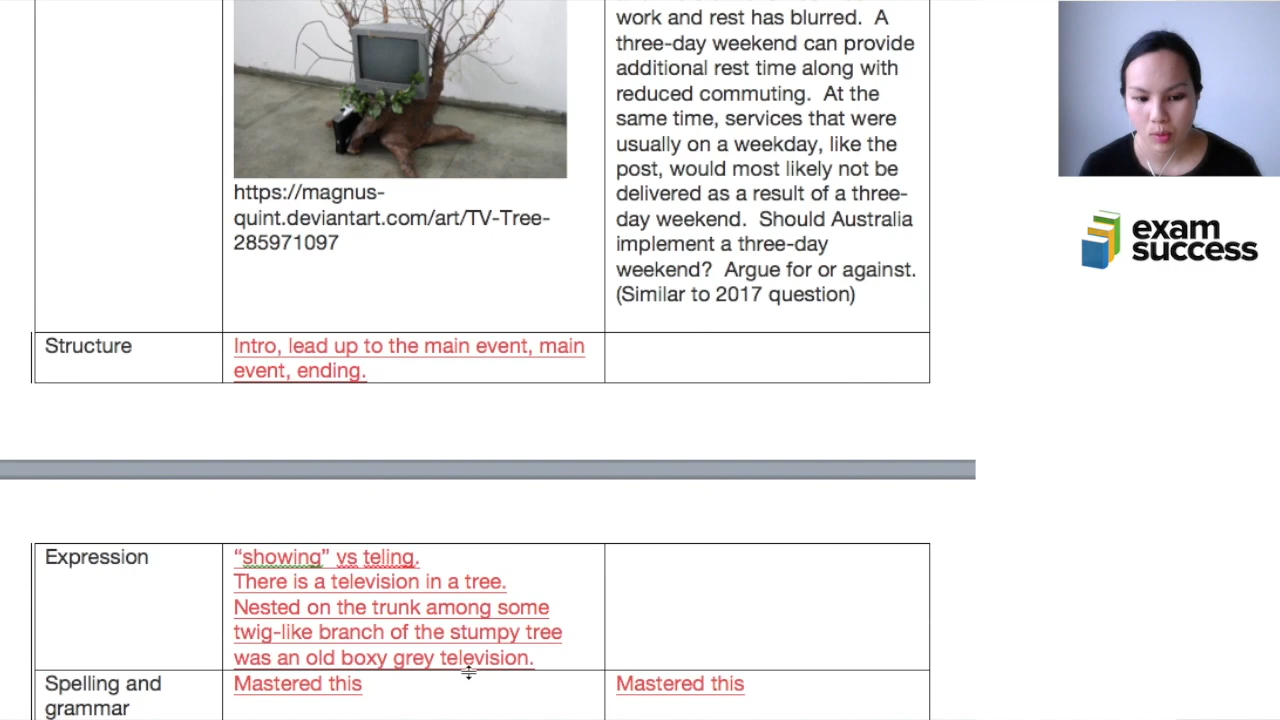 work and rest has blurred.  A
three-day weekend can provide
additional rest time along with
reduced commuting.  At the
same time, services that were
usually on a weekday, like the
post, would most likely not be
delivered as a result of a three-
day weekend.  Should Australia
implement a three-day
weekend?  Argue for or against.
(Similar to 2017 question)
https://magnus-
quint.deviantart.com/art/TV-Tree-
285971097
exam
success
Structure
Intro, lead up to the main event, main
event, ending.
Expression
“showing” vs teling.
There is a television in a tree.
Nested on the trunk among some
twig-like branch of the stumpy tree
was an old boxy grey television.
Spelling and
grammar
Mastered this
Mastered this